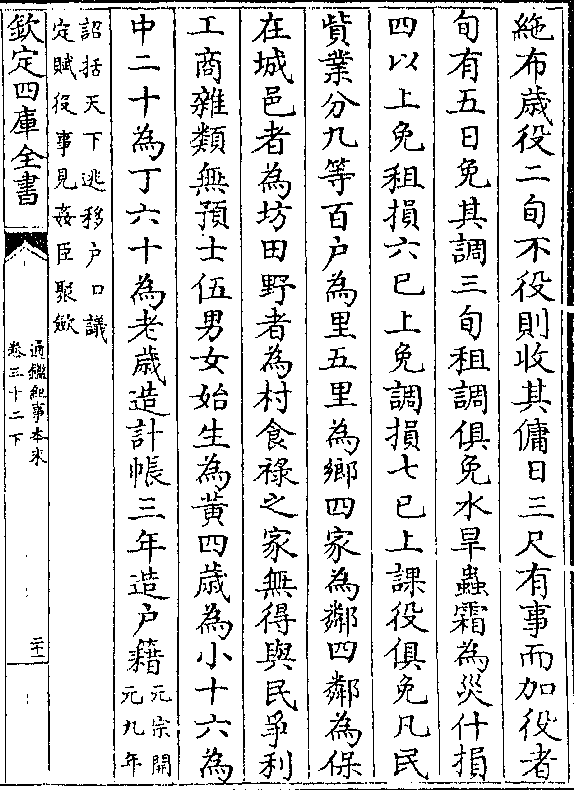 絁布歲役二旬不役則收其傭日三尺有事而加役者
旬有五日免其調三旬租調俱免水旱蟲霜為災什損
四以上免租損六已上免調損七已上課役俱免凡民
貲業分九等百户為里五里為鄉四家為鄰四鄰為保
在城邑者為坊田野者為村食祿之家無得與民爭利
工商雜類無預士伍男女始生為黄四歲為小十六為
中二十為丁六十為老歲造計帳三年造户籍
元宗開
元九年
詔括天下逃移户口議
定賦役事見姦臣聚斂
欽定四庫全書
通鑑紀事本末
卷三十二下
二十一